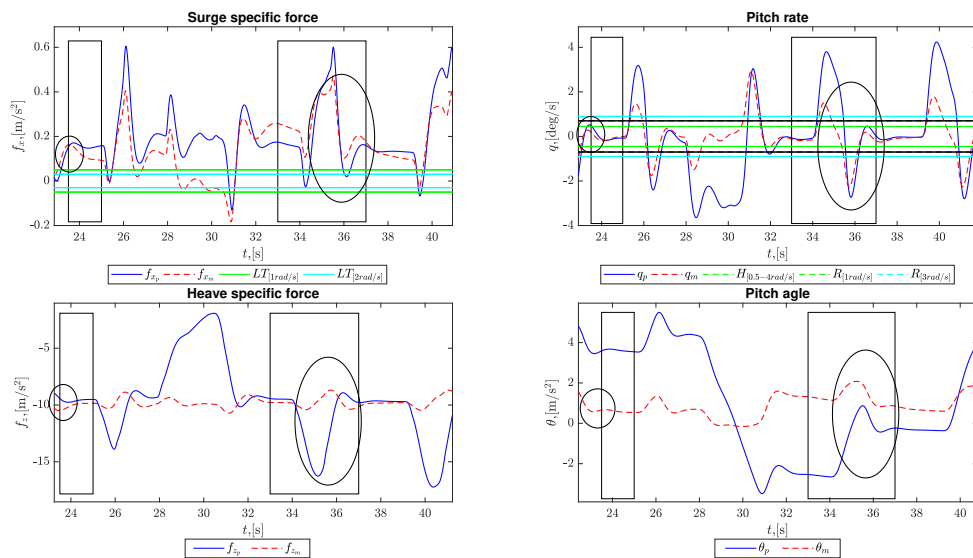 Surge specific force
0.6
0.4
0.2
0
-0.2
f_x,[m/s²]
24 26 28 30 32 34 36 38 40
t,[s]
f_{x_p} f_{x_m} LT_{[1rad/s]} LT_{[2rad/s]}
Pitch rate
4
2
0
-2
-4
q,[deg/s]
24 26 28 30 32 34 36 38 40
t,[s]
q_p q_m H_{[0.5−4rad/s]} R_{[1rad/s]} R_{[3rad/s]}
Heave specific force
-5
-10
-15
f_z,[m/s²]
24 26 28 30 32 34 36 38 40
t,[s]
f_{z_p} f_{z_m}
Pitch agle
4
2
0
-2
θ,[m/s²]
24 26 28 30 32 34 36 38 40
t,[s]
θ_p θ_m